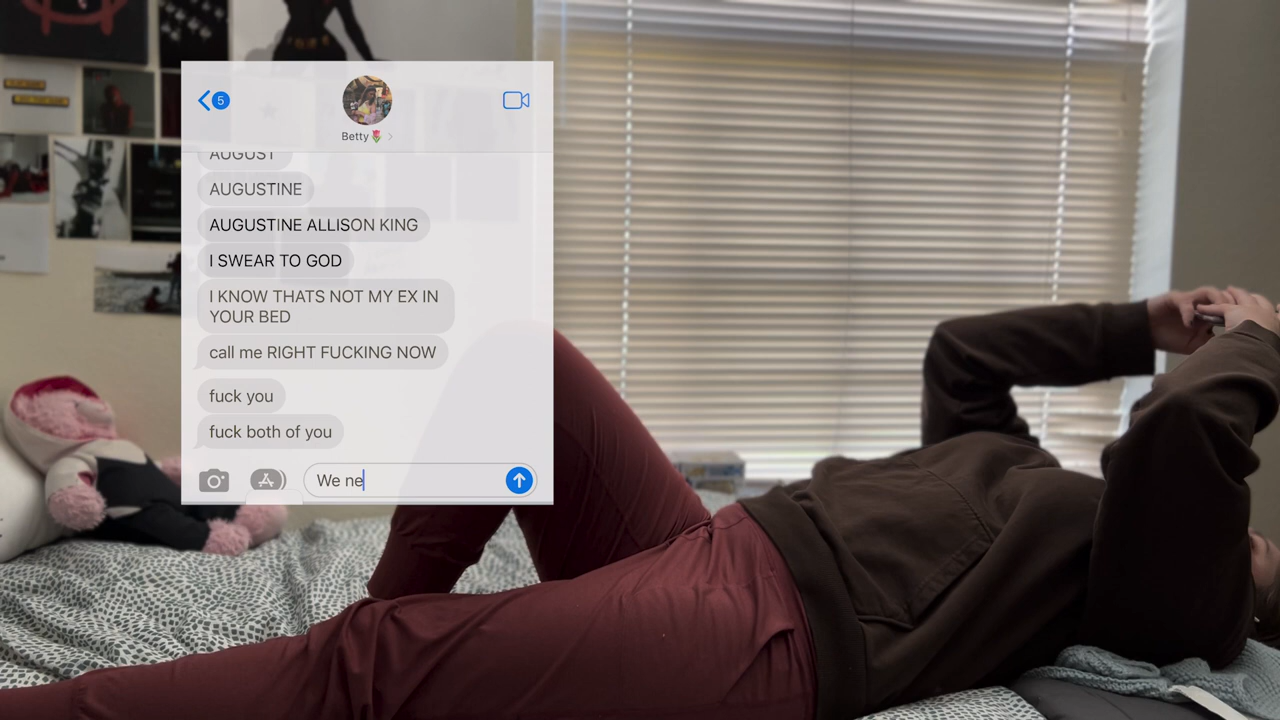 5
Betty🌷
AUGUST
AUGUSTINE
AUGUSTINE ALLISON KING
I SWEAR TO GOD
I KNOW THATS NOT MY EX IN
YOUR BED
call me RIGHT FUCKING NOW
fuck you
fuck both of you
We ne